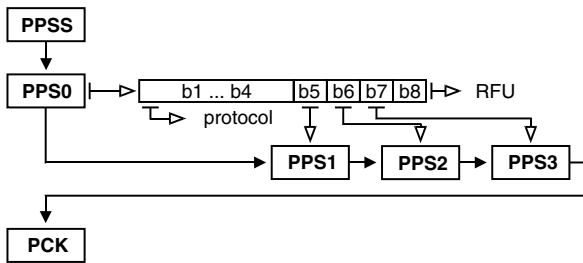 PPSS
PPS0
b1 ... b4 b5 b6 b7 b8 RFU
protocol
PPS1 PPS2 PPS3
PCK